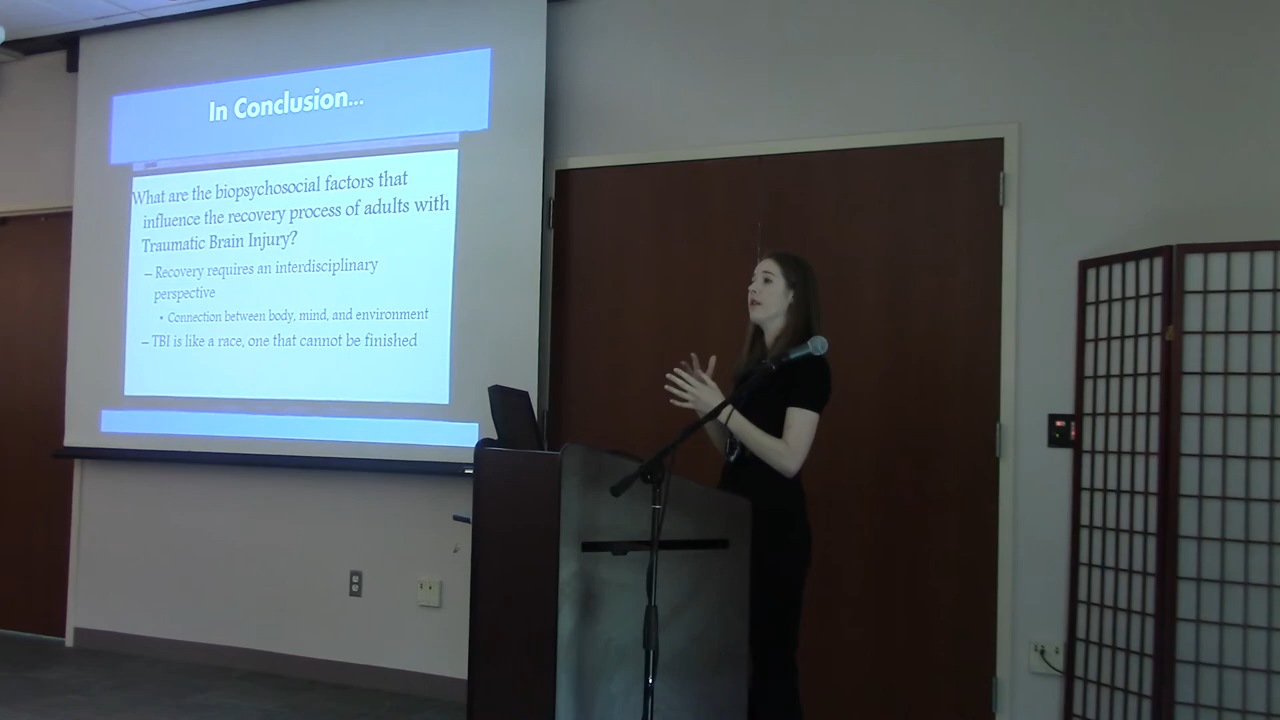 In Conclusion...
What are the biopsychosocial factors that
influence the recovery process of adults with
Traumatic Brain Injury?
– Recovery requires an interdisciplinary
perspective
• Connection between body, mind, and environment
– TBI is like a race, one that cannot be finished